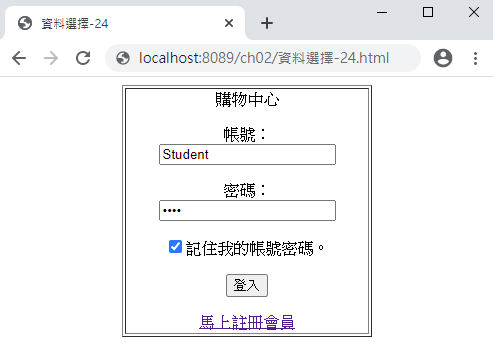 資料選擇-24
localhost:8089/ch02/資料選擇-24.html
購物中心
帳號：
Student
密碼：
••••
記住我的帳號密碼。
登入
馬上註冊會員